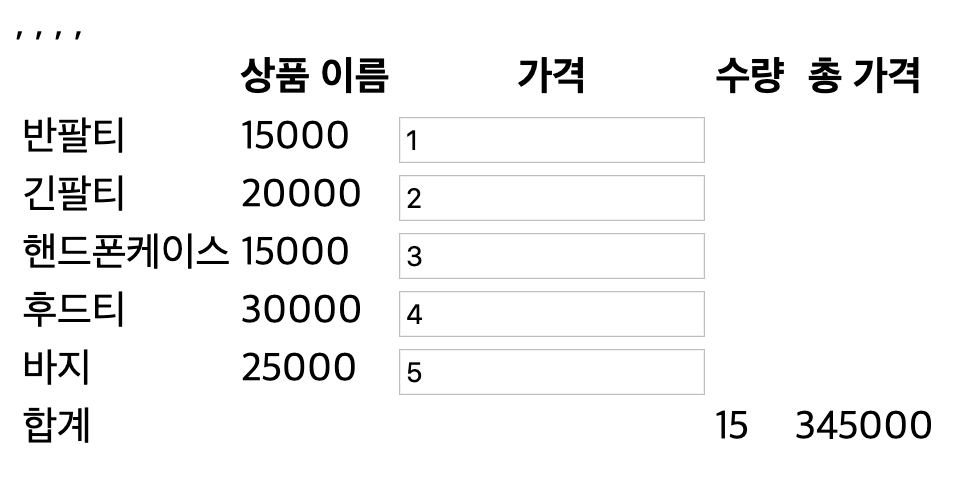 , , , ,
상품 이름 가격 수량 총 가격
반팔티 15000 1
긴팔티 20000 2
핸드폰케이스 15000 3
후드티 30000 4
바지 25000 5
합계 15 345000